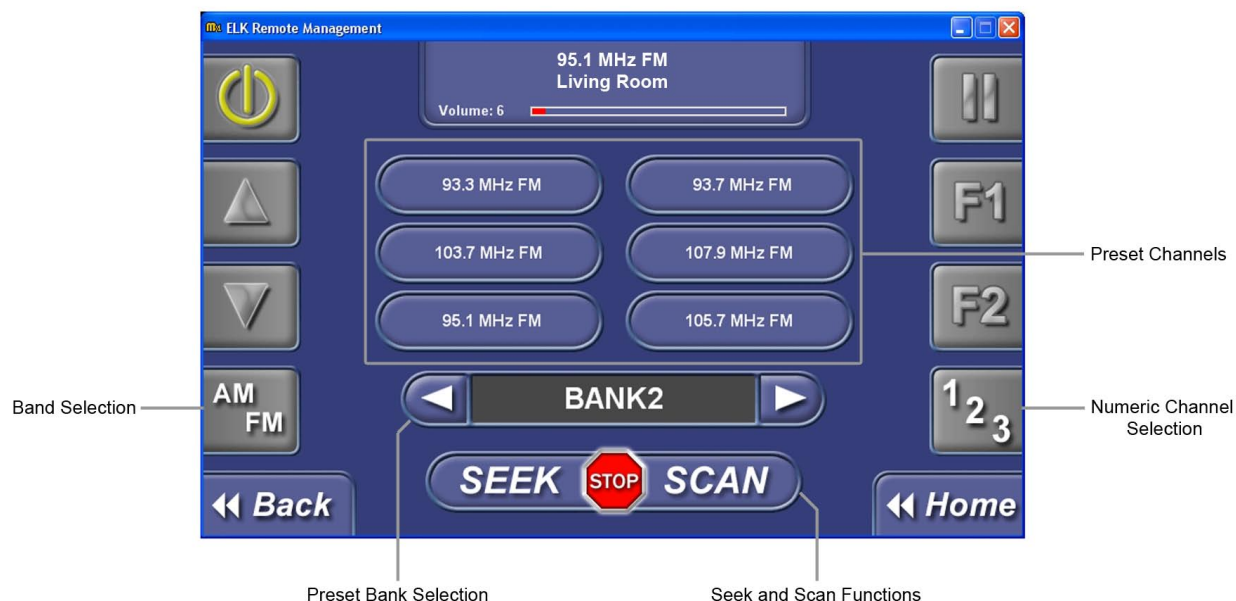 ELK Remote Management
95.1 MHz FM
Living Room
Volume: 6
93.3 MHz FM
93.7 MHz FM
F1
103.7 MHz FM
107.9 MHz FM
Preset Channels
95.1 MHz FM
105.7 MHz FM
F2
Band Selection
AM
FM
BANK2
1 2 3
Numeric Channel
Selection
SEEK STOP SCAN
Back
Home
Preset Bank Selection
Seek and Scan Functions